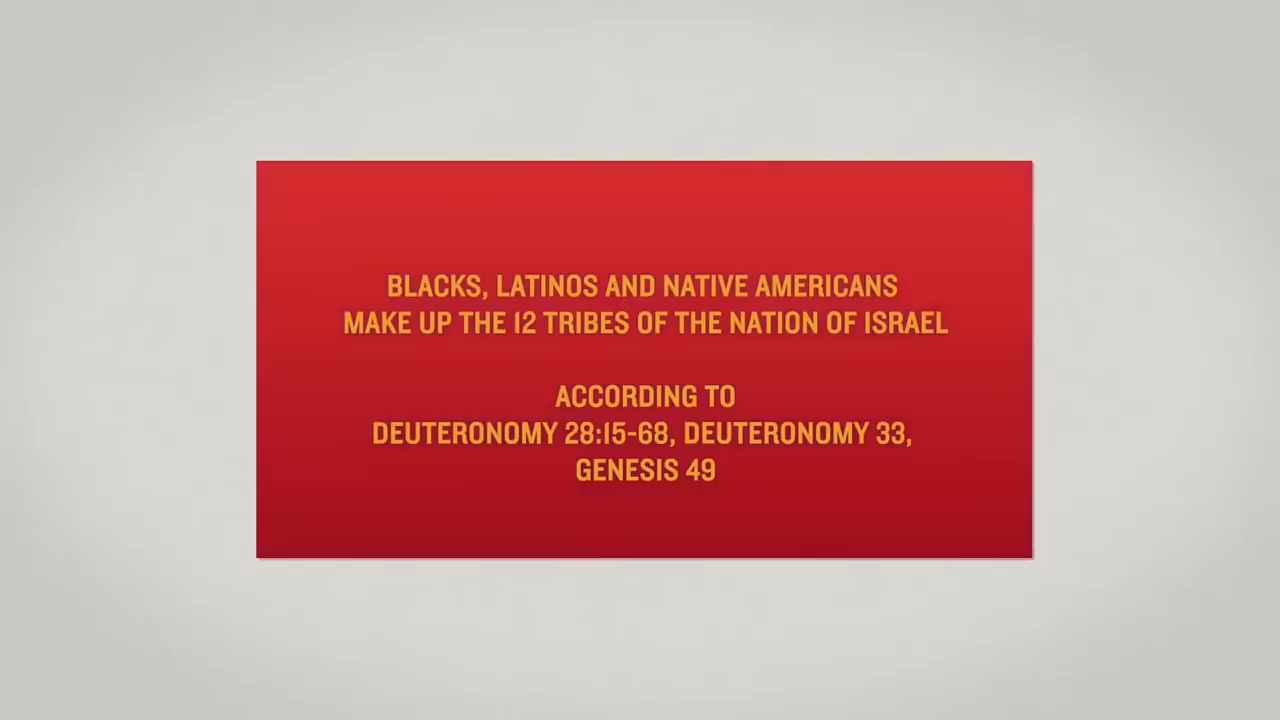 BLACKS, LATINOS AND NATIVE AMERICANS
MAKE UP THE 12 TRIBES OF THE NATION OF ISRAEL
ACCORDING TO
DEUTERONOMY 28:15-68, DEUTERONOMY 33,
GENESIS 49